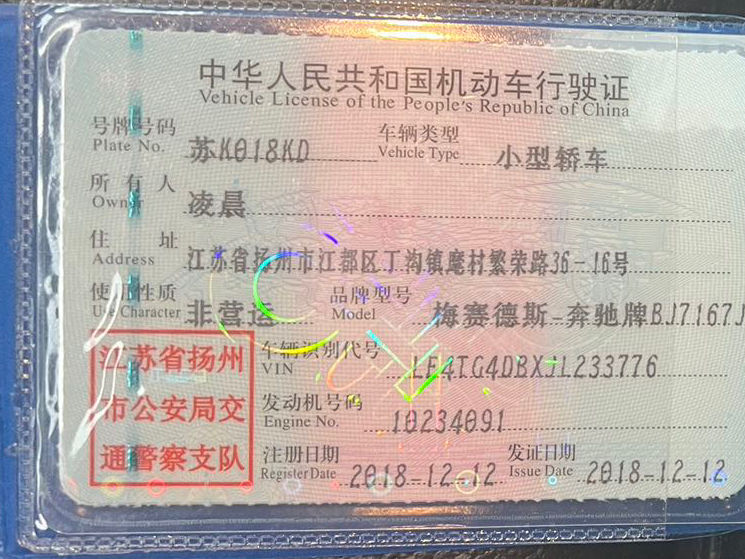 中华人民共和国机动车行驶证
Vehicle License of the People's Republic of China
号牌号码 苏K018KD 车辆类型 小型轿车
Plate No. Vehicle Type
所有人 凌晨
Owner
住址 江苏省扬州市江都区丁沟镇麾村繁荣路36-16号
Address
使用性质 非营运 品牌型号 梅赛德斯-奔驰牌BJ7167J
Use Character Model
江苏省扬州
市公安局交
通警察支队
车辆识别代号 LE4TG4DBXJL233776
VIN
发动机号码 10234091
Engine No.
注册日期 2018-12-12 发证日期 2018-12-12
Register Date Issue Date